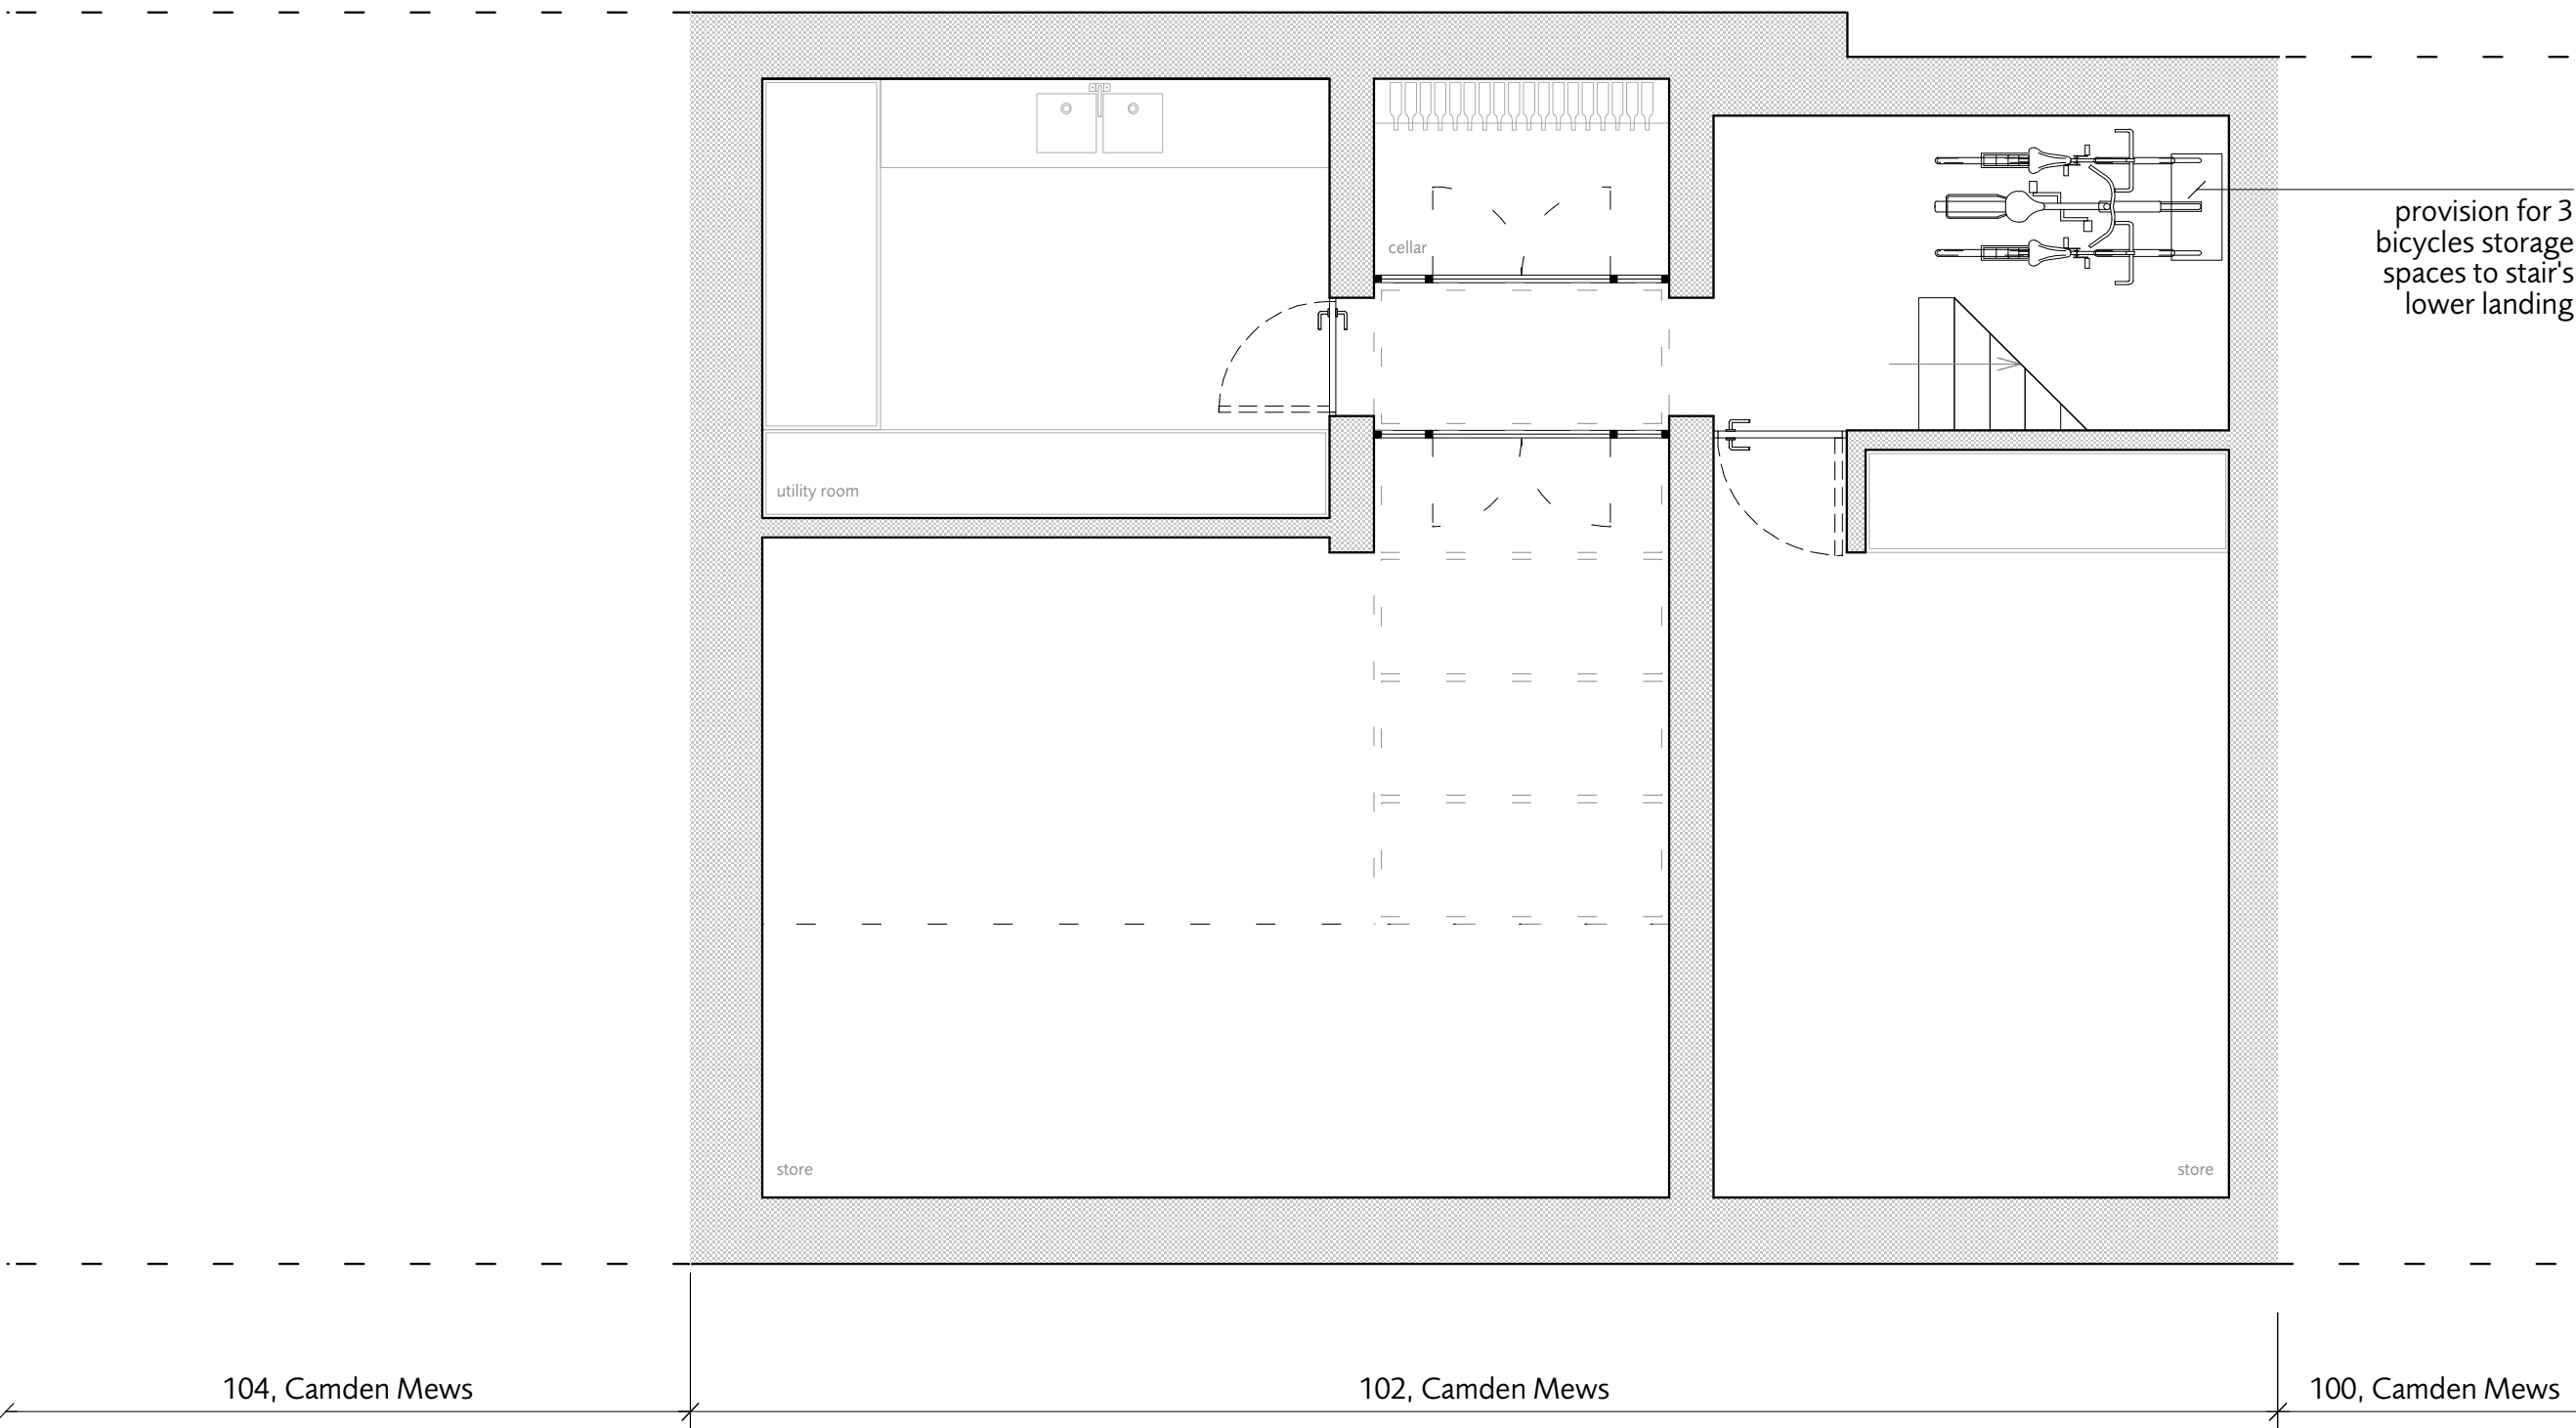 provision for 3
bicycles storage
spaces to stair's
lower landing
cellar
utility room
store
store
104, Camden Mews
102, Camden Mews
100, Camden Mews